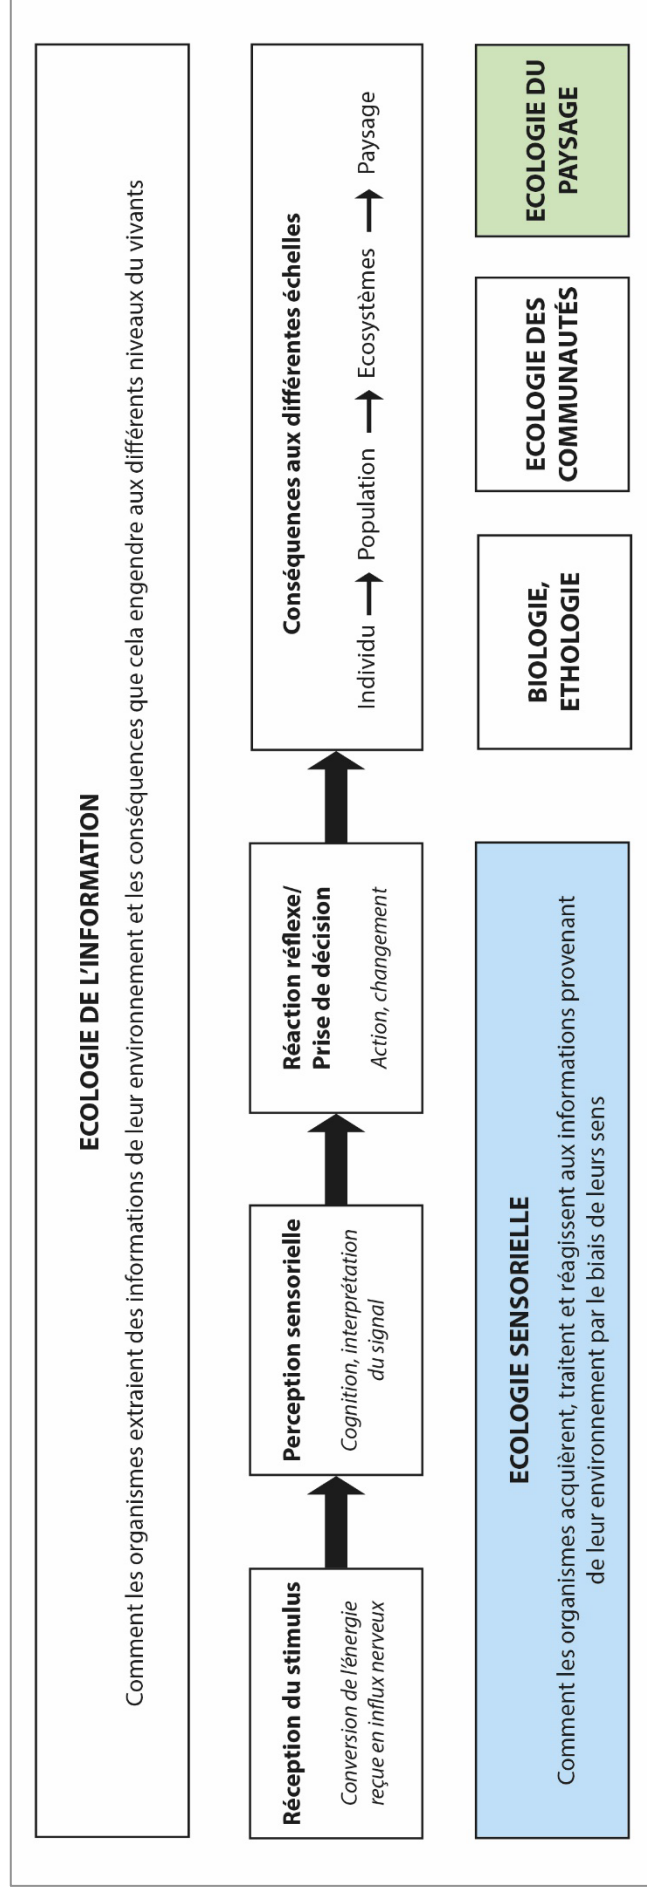 ECOLOGIE DE L'INFORMATION
Comment les organismes extraient des informations de leur environnement et les conséquences que cela engendre aux différents niveaux du vivants
Réception du stimulus
Conversion de l'énergie
reçue en influx nerveux
Perception sensorielle
Cognition, interprétation
du signal
Réaction réflexe/
Prise de décision
Action, changement
Conséquences aux différentes échelles
Individu → Population → Ecosystèmes → Paysage
ECOLOGIE SENSORIELLE
Comment les organismes acquièrent, traitent et réagissent aux informations provenant
de leur environnement par le biais de leurs sens
BIOLOGIE,
ETHOLOGIE
ECOLOGIE DES
COMMUNAUTÉS
ECOLOGIE DU
PAYSAGE